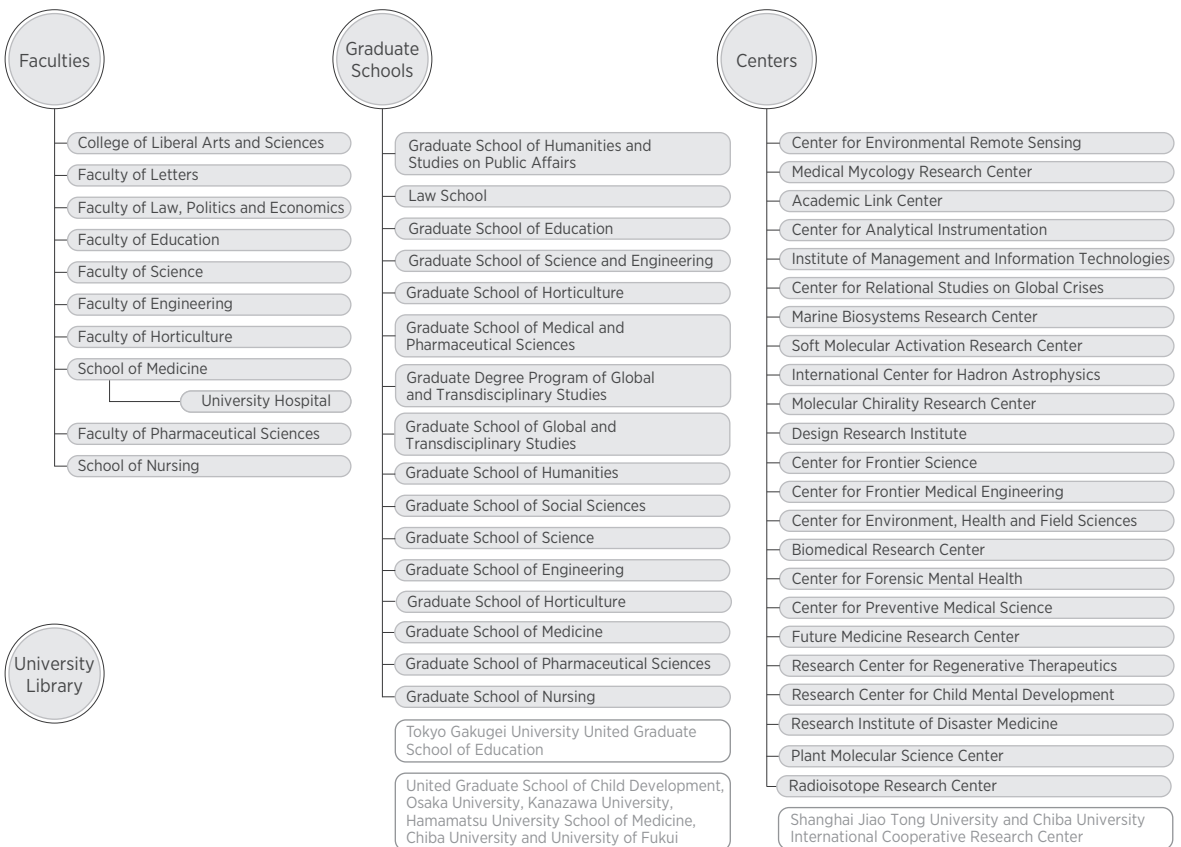 Faculties
College of Liberal Arts and Sciences
Faculty of Letters
Faculty of Law, Politics and Economics
Faculty of Education
Faculty of Science
Faculty of Engineering
Faculty of Horticulture
School of Medicine
University Hospital
Faculty of Pharmaceutical Sciences
School of Nursing
University
Library
Graduate
Schools
Graduate School of Humanities and
Studies on Public Affairs
Law School
Graduate School of Education
Graduate School of Science and Engineering
Graduate School of Horticulture
Graduate School of Medical and
Pharmaceutical Sciences
Graduate Degree Program of Global
and Transdisciplinary Studies
Graduate School of Global and
Transdisciplinary Studies
Graduate School of Humanities
Graduate School of Social Sciences
Graduate School of Science
Graduate School of Engineering
Graduate School of Horticulture
Graduate School of Medicine
Graduate School of Pharmaceutical Sciences
Graduate School of Nursing
Tokyo Gakugei University United Graduate
School of Education
United Graduate School of Child Development,
Osaka University, Kanazawa University,
Hamamatsu University School of Medicine,
Chiba University and University of Fukui
Centers
Center for Environmental Remote Sensing
Medical Mycology Research Center
Academic Link Center
Center for Analytical Instrumentation
Institute of Management and Information Technologies
Center for Relational Studies on Global Crises
Marine Biosystems Research Center
Soft Molecular Activation Research Center
International Center for Hadron Astrophysics
Molecular Chirality Research Center
Design Research Institute
Center for Frontier Science
Center for Frontier Medical Engineering
Center for Environment, Health and Field Sciences
Biomedical Research Center
Center for Forensic Mental Health
Center for Preventive Medical Science
Future Medicine Research Center
Research Center for Regenerative Therapeutics
Research Center for Child Mental Development
Research Institute of Disaster Medicine
Plant Molecular Science Center
Radioisotope Research Center
Shanghai Jiao Tong University and Chiba University
International Cooperative Research Center